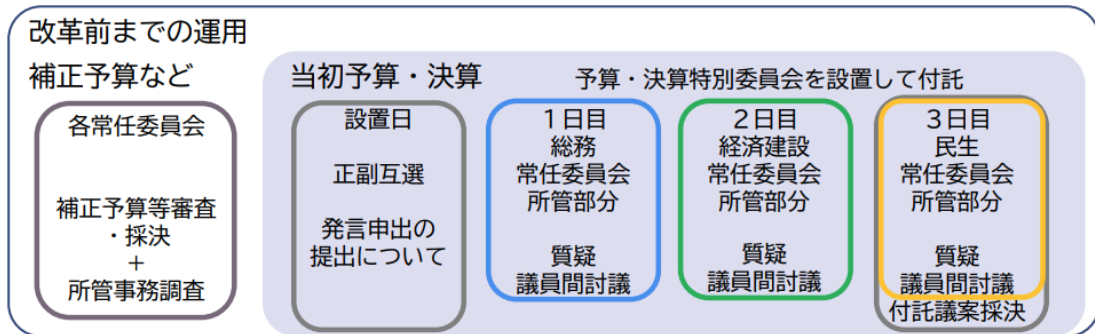 改革前までの運用
補正予算など
各常任委員会
補正予算等審査
・採決
+
所管事務調査
当初予算・決算
予算・決算特別委員会を設置して付託
設置日
正副互選
発言申出の
提出について
1日目
総務
常任委員会
所管部分
質疑
議員間討議
2日目
経済建設
常任委員会
所管部分
質疑
議員間討議
3日目
民生
常任委員会
所管部分
質疑
議員間討議
付託議案採決